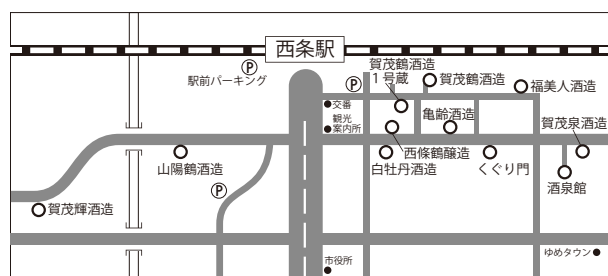 西条駅
Ⓟ
駅前パーキング
Ⓟ
賀茂鶴酒造
1号蔵
賀茂鶴酒造
福美人酒造
●交番
観光
●案内所
亀齢酒造
賀茂泉酒造
西條鶴醸造
山陽鶴酒造
白牡丹酒造
くぐり門
酒泉館
Ⓟ
賀茂輝酒造
市役所
ゆめタウン●